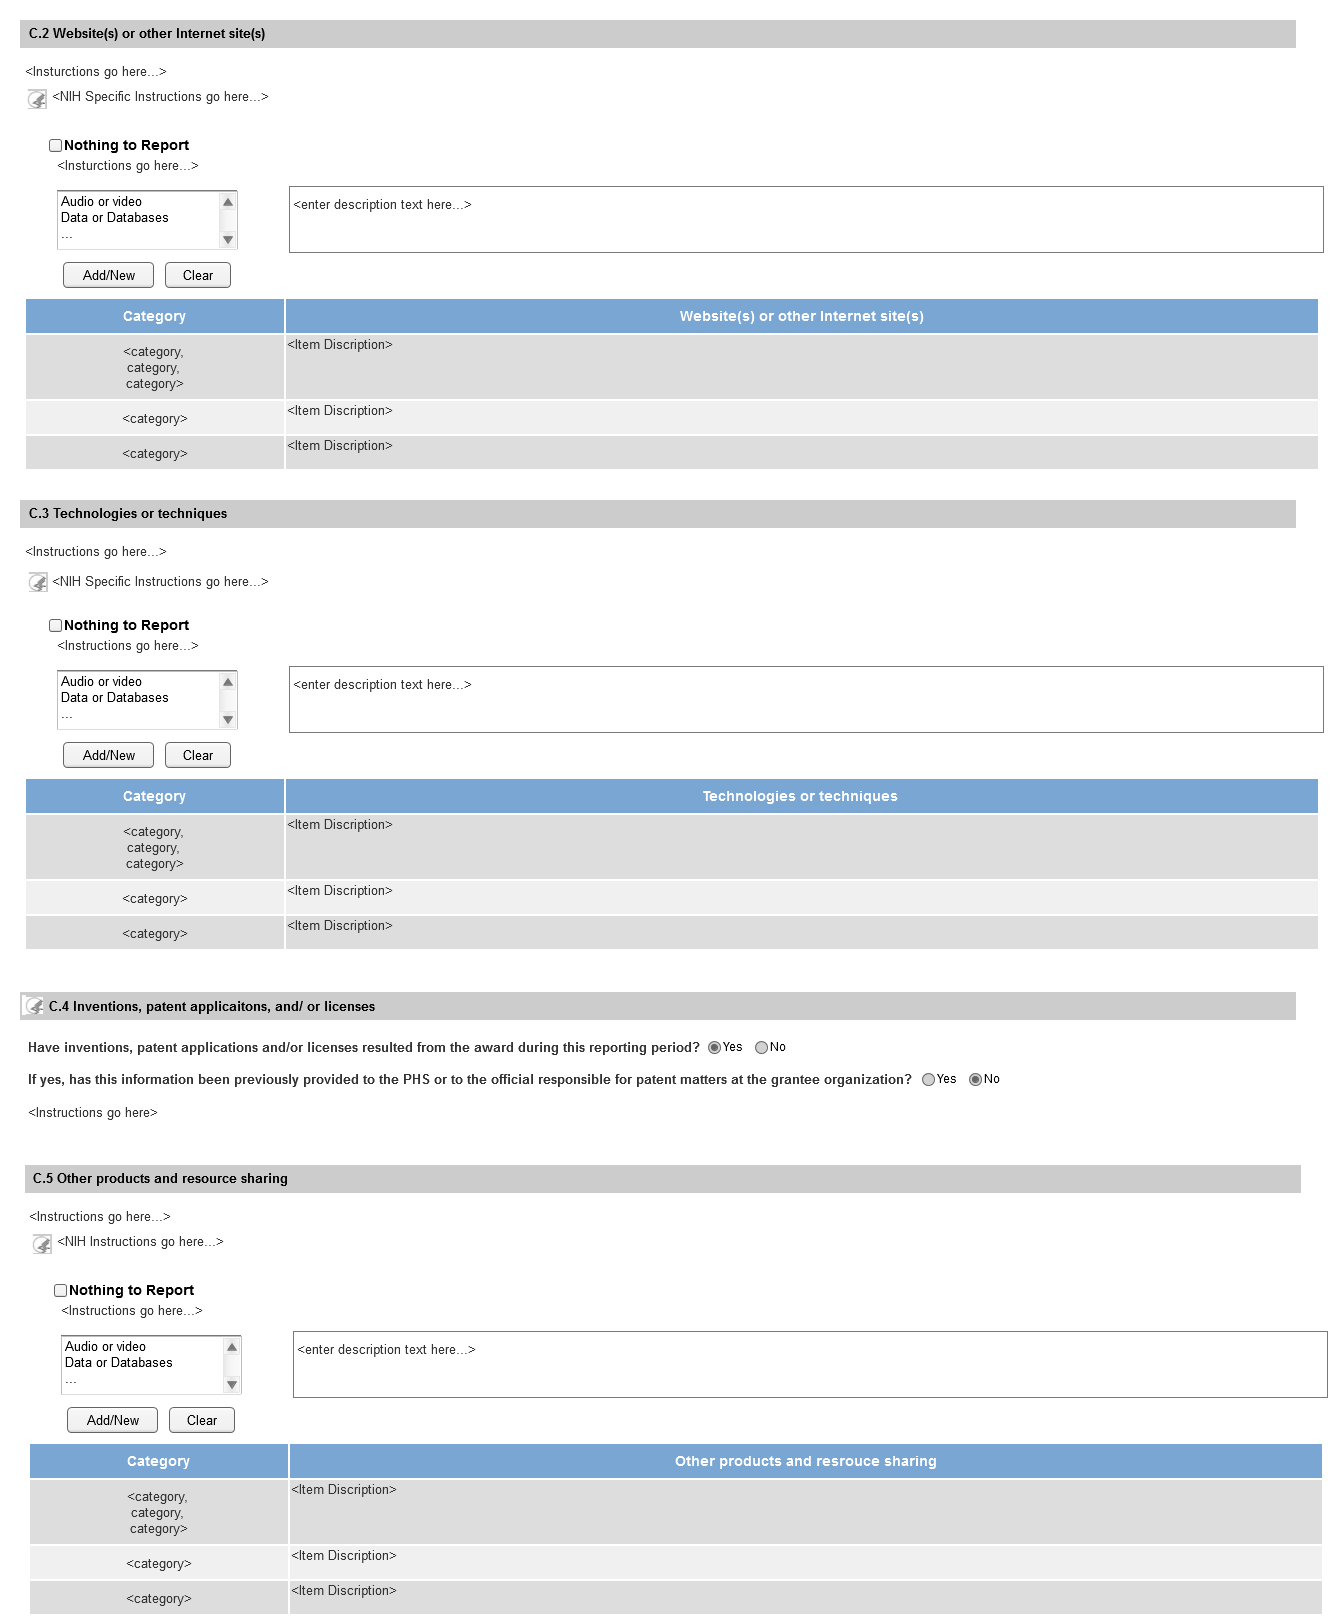 C.2 Website(s) or other Internet site(s)
<Insturctions go here...>
<NIH Specific Instructions go here...>
Nothing to Report
<Insturctions go here...>
Audio or video
Data or Databases
...
<enter description text here...>
Add/New Clear
Category Website(s) or other Internet site(s)
<category,
category,
category>
<Item Discription>
<category> <Item Discription>
<category> <Item Discription>
C.3 Technologies or techniques
<Instructions go here...>
<NIH Specific Instructions go here...>
Nothing to Report
<Instructions go here...>
Audio or video
Data or Databases
...
<enter description text here...>
Add/New Clear
Category Technologies or techniques
<category,
category,
category>
<Item Discription>
<category> <Item Discription>
<category> <Item Discription>
C.4 Inventions, patent applicaitons, and/ or licenses
Have inventions, patent applications and/or licenses resulted from the award during this reporting period? Yes No
If yes, has this information been previously provided to the PHS or to the official responsible for patent matters at the grantee organization? Yes No
<Instructions go here>
C.5 Other products and resource sharing
<Instructions go here...>
<NIH Instructions go here...>
Nothing to Report
<Instructions go here...>
Audio or video
Data or Databases
...
<enter description text here...>
Add/New Clear
Category Other products and resrouce sharing
<category,
category,
category>
<Item Discription>
<category> <Item Discription>
<category> <Item Discription>